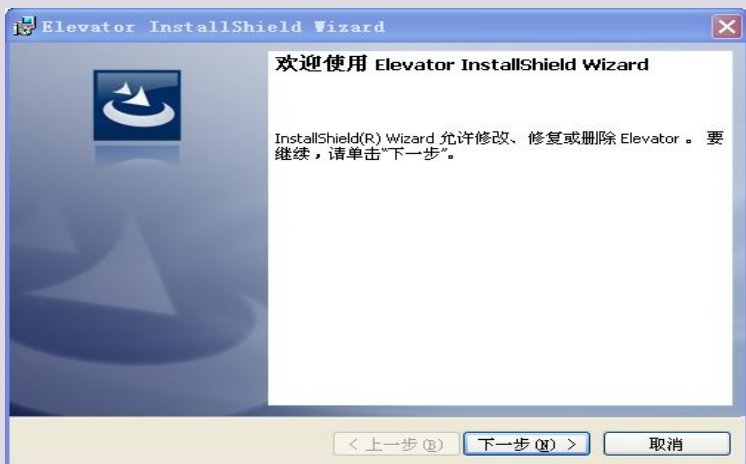 Elevator InstallShield Wizard
欢迎使用 Elevator InstallShield Wizard
InstallShield(R) Wizard 允许修改、修复或删除 Elevator 。 要
继续，请单击“下一步”。
< 上一步(B)
下一步(N) >
取消